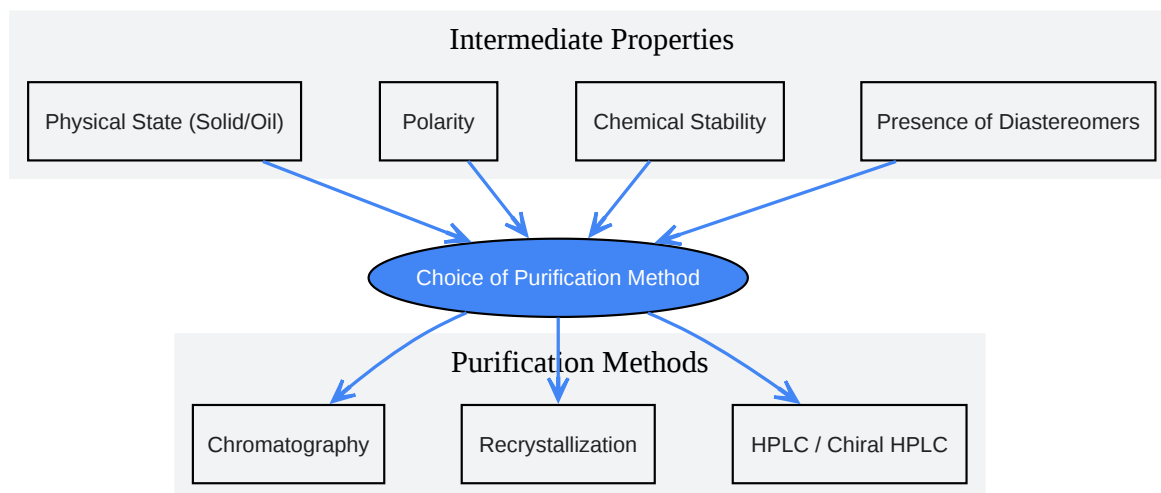 Intermediate Properties
Physical State (Solid/Oil)
Polarity
Chemical Stability
Presence of Diastereomers
Choice of Purification Method
Purification Methods
Chromatography
Recrystallization
HPLC / Chiral HPLC